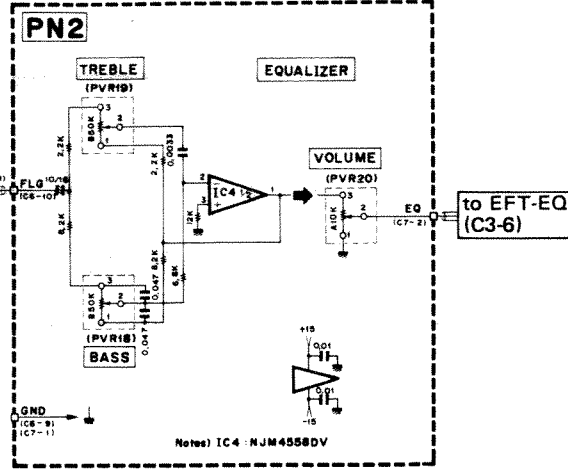 PN2
TREBLE
(PVR19)
EQUALIZER
3
B50K
2
1
2.2K
2.2K
0.0033
FLG 10/16
(C6-10)
8.2K
2
IC4 1/2
1
3
12K
VOLUME
(PVR20)
3
A10K
2
1
EQ
(C7-2)
to EFT-EQ
(C3-6)
8.2K
6.8K
0.047
3
B50K
2
1
0.047
(PVR18)
BASS
+15
0.01
0.01
-15
GND
(C6-9)
(C7-1)
Notes) IC4 : NJM4558DV